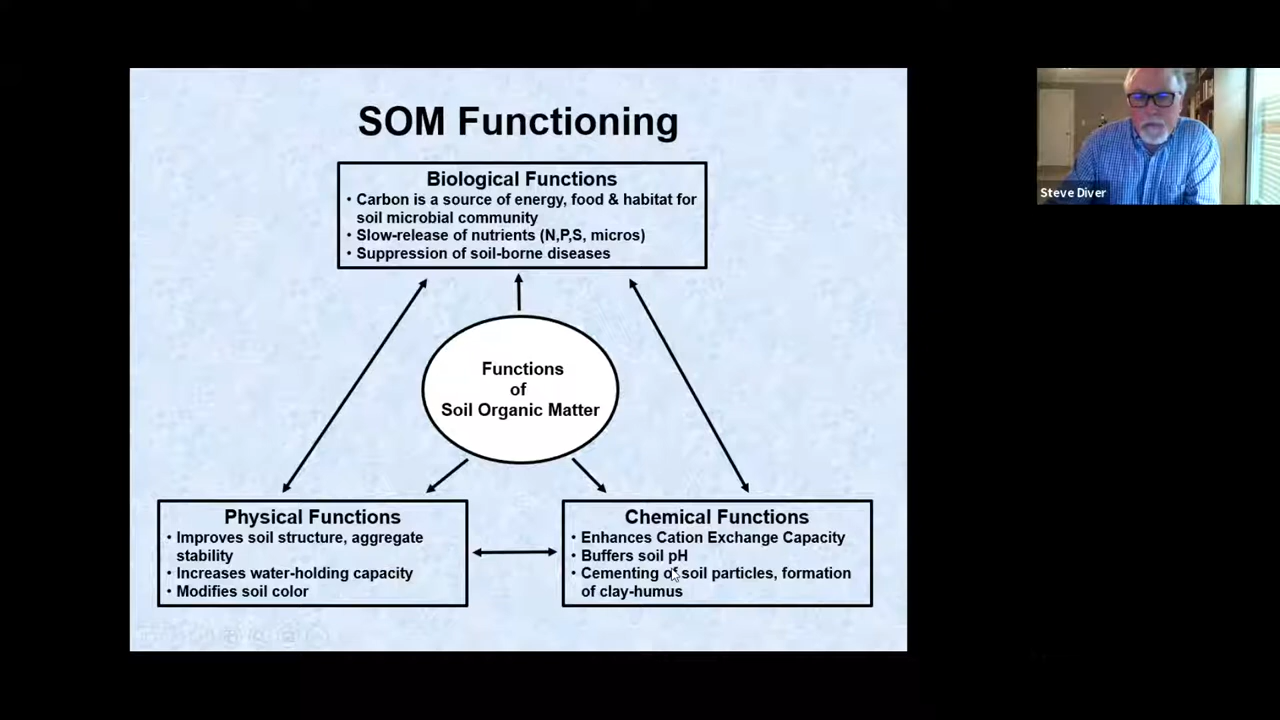 SOM Functioning
Biological Functions
• Carbon is a source of energy, food & habitat for
soil microbial community
• Slow-release of nutrients (N,P,S, micros)
• Suppression of soil-borne diseases
Functions
of
Soil Organic Matter
Physical Functions
• Improves soil structure, aggregate
stability
• Increases water-holding capacity
• Modifies soil color
Chemical Functions
• Enhances Cation Exchange Capacity
• Buffers soil pH
• Cementing of soil particles, formation
of clay-humus
Steve Diver